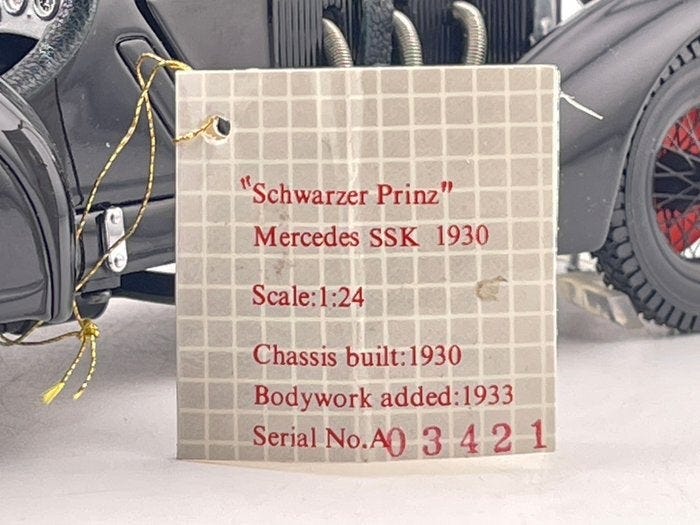 "Schwarzer Prinz"
Mercedes SSK 1930
Scale:1:24
Chassis built:1930
Bodywork added:1933
Serial No.A03421